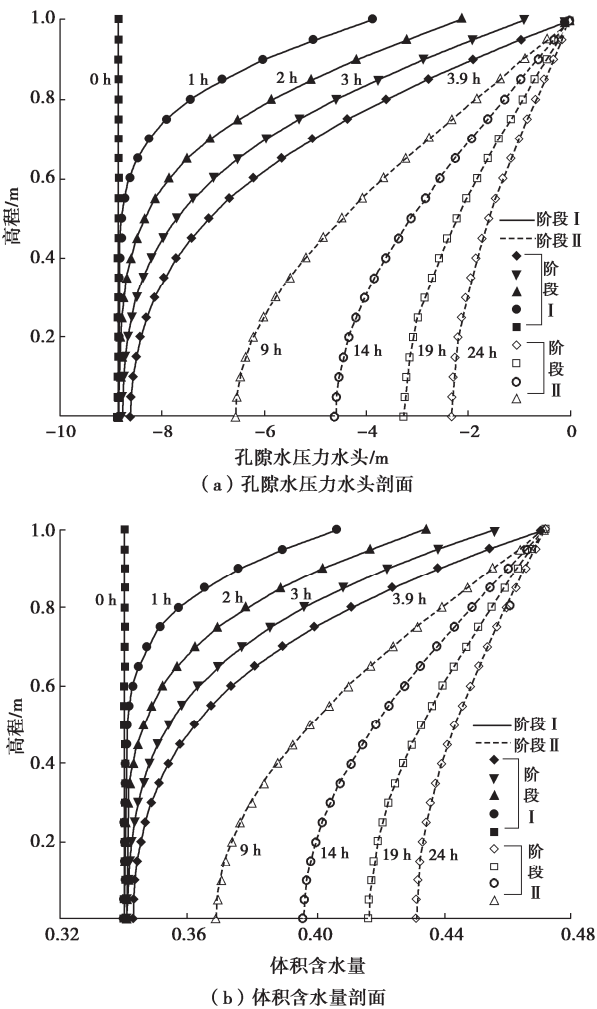 1.0
0.8
0.6
0.4
0.2
高程/m
0 h
1 h
2 h
3 h
3.9 h
9 h
14 h
19 h
24 h
阶段Ⅰ
阶段Ⅱ
阶
段
Ⅰ
阶
段
Ⅱ
-10
-8
-6
-4
-2
0
孔隙水压力水头/m
(a) 孔隙水压力水头剖面
1.0
0.8
0.6
0.4
0.2
高程/m
0 h
1 h
2 h
3 h
3.9 h
9 h
14 h
19 h
24 h
阶段Ⅰ
阶段Ⅱ
阶
段
Ⅰ
阶
段
Ⅱ
0.32
0.36
0.40
0.44
0.48
体积含水量
(b) 体积含水量剖面